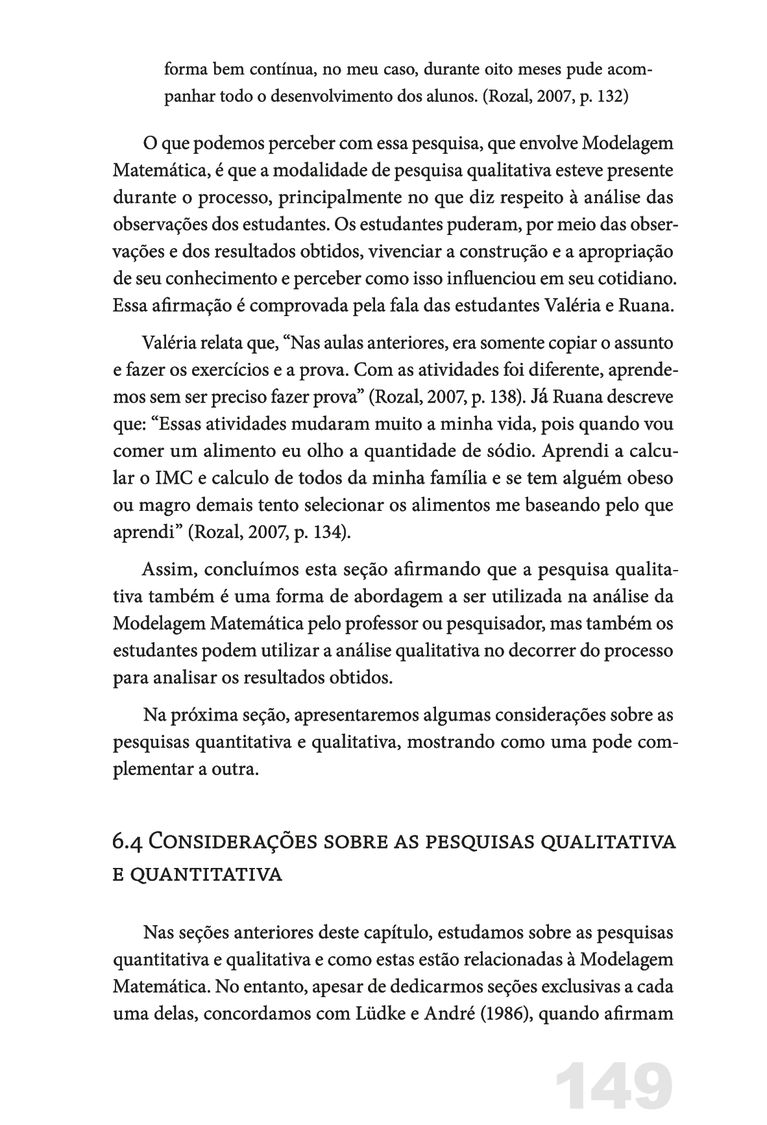 forma bem contínua, no meu caso, durante oito meses pude acom-
panhar todo o desenvolvimento dos alunos. (Rozal, 2007, p. 132)
O que podemos perceber com essa pesquisa, que envolve Modelagem
Matemática, é que a modalidade de pesquisa qualitativa esteve presente
durante o processo, principalmente no que diz respeito à análise das
observações dos estudantes. Os estudantes puderam, por meio das obser-
vações e dos resultados obtidos, vivenciar a construção e a apropriação
de seu conhecimento e perceber como isso influenciou em seu cotidiano.
Essa afirmação é comprovada pela fala das estudantes Valéria e Ruana.
Valéria relata que, “Nas aulas anteriores, era somente copiar o assunto
e fazer os exercícios e a prova. Com as atividades foi diferente, aprende-
mos sem ser preciso fazer prova” (Rozal, 2007, p. 138). Já Ruana descreve
que: “Essas atividades mudaram muito a minha vida, pois quando vou
comer um alimento eu olho a quantidade de sódio. Aprendi a calcu-
lar o IMC e calculo de todos da minha família e se tem alguém obeso
ou magro demais tento selecionar os alimentos me baseando pelo que
aprendi” (Rozal, 2007, p. 134).
Assim, concluímos esta seção afirmando que a pesquisa qualita-
tiva também é uma forma de abordagem a ser utilizada na análise da
Modelagem Matemática pelo professor ou pesquisador, mas também os
estudantes podem utilizar a análise qualitativa no decorrer do processo
para analisar os resultados obtidos.
Na próxima seção, apresentaremos algumas considerações sobre as
pesquisas quantitativa e qualitativa, mostrando como uma pode com-
plementar a outra.
6.4 Considerações sobre as pesquisas qualitativa
e quantitativa
Nas seções anteriores deste capítulo, estudamos sobre as pesquisas
quantitativa e qualitativa e como estas estão relacionadas à Modelagem
Matemática. No entanto, apesar de dedicarmos seções exclusivas a cada
uma delas, concordamos com Lüdke e André (1986), quando afirmam
149